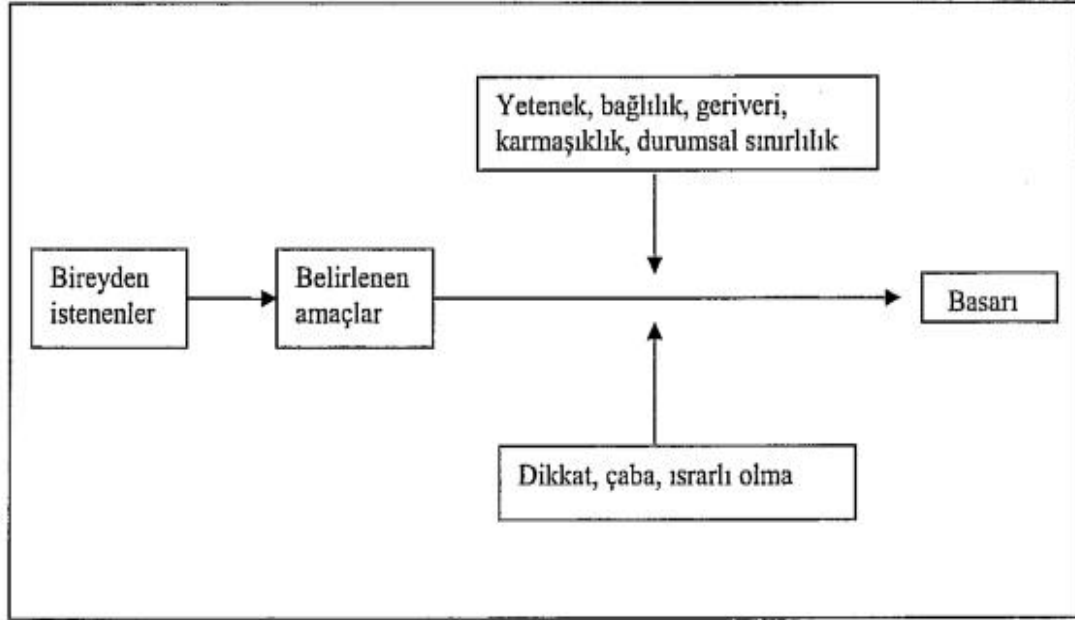 Yetenek, bağlılık, geriveri,
karmaşıklık, durumsal sınırlılık
Bireyden
istenenler
Belirlenen
amaçlar
Basarı
Dikkat, çaba, ısrarlı olma